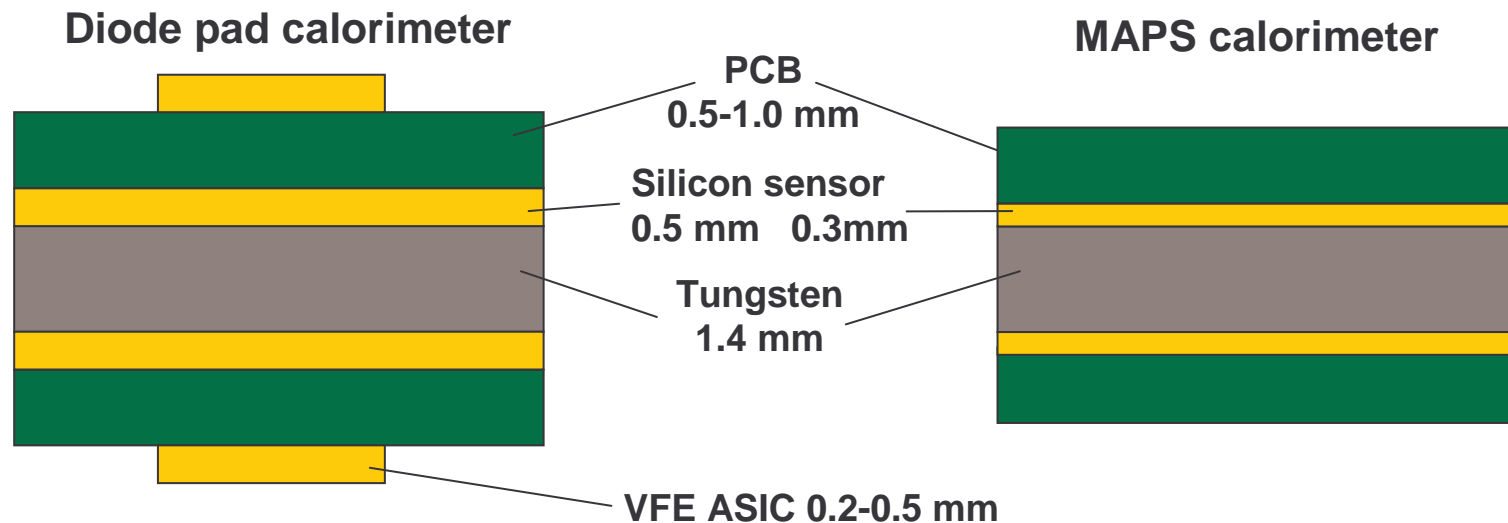 Diode pad calorimeter
MAPS calorimeter
PCB
0.5-1.0 mm
Silicon sensor
0.5 mm 0.3mm
Tungsten
1.4 mm
VFE ASIC 0.2-0.5 mm